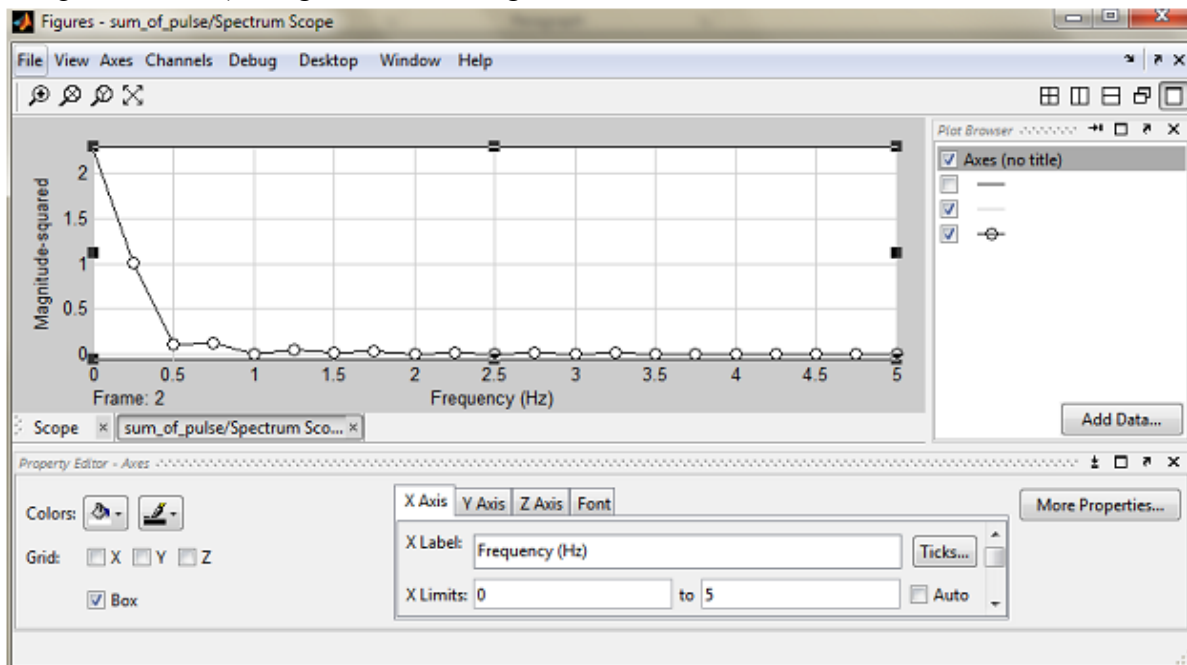 Figures - sum_of_pulse/Spectrum Scope
File View Axes Channels Debug Desktop Window Help
Plot Browser
Axes (no title)
Magnitude-squared
2
1.5
1
0.5
0
0 0.5 1 1.5 2 2.5 3 3.5 4 4.5 5
Frame: 2 Frequency (Hz)
Add Data...
Scope sum_of_pulse/Spectrum Sco...
Property Editor - Axes
Colors:
X Axis Y Axis Z Axis Font
More Properties...
X Label: Frequency (Hz) Ticks...
Grid: X Y Z
X Limits: 0 to 5 Auto
Box